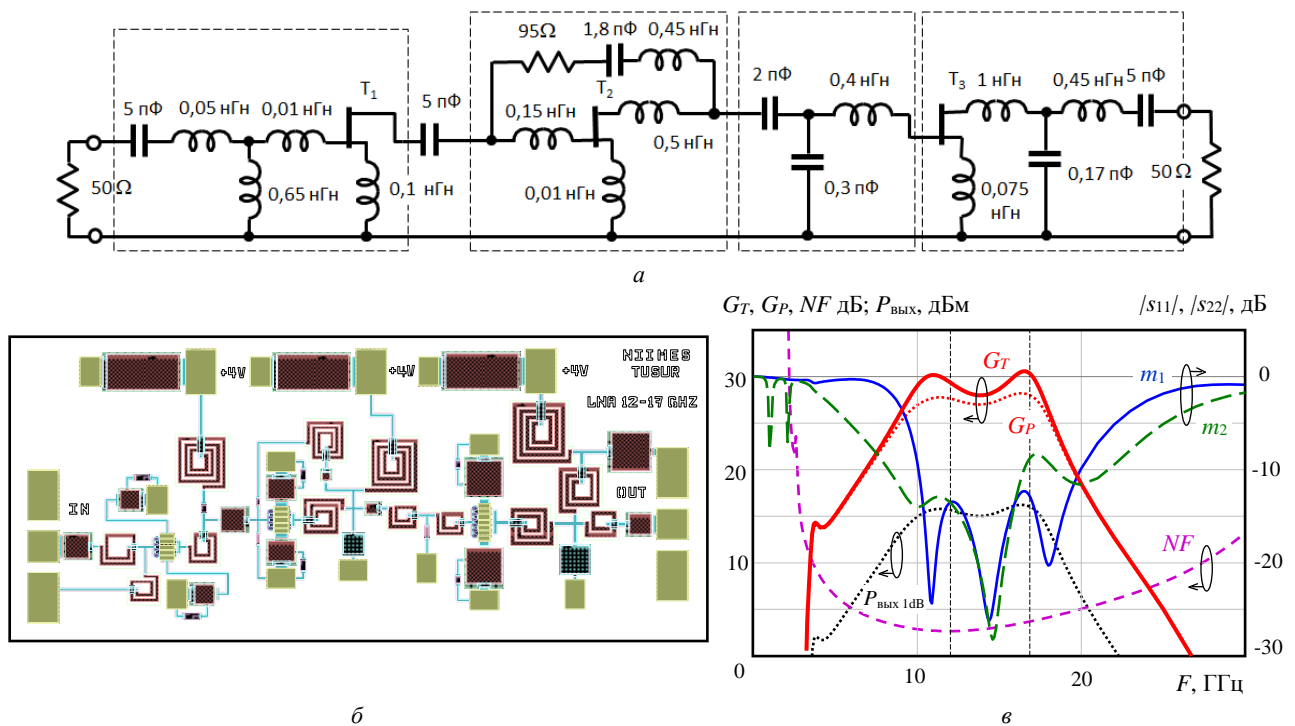 95Ω 1,8 пФ 0,45 нГн
5 пФ 0,05 нГн 0,01 нГн T1 5 пФ
0,15 нГн T2
0,5 нГн
2 пФ 0,4 нГн
T3 1 нГн 0,45 нГн 5 пФ
50Ω 0,65 нГн 0,1 нГн
0,01 нГн
0,3 пФ
0,075 нГн
0,17 пФ
50Ω
а
NIIMES
TUSUR
+4V +4V +4V
LNA 12-17 GHZ
IN
OUT
б
GT, GP, NF дБ; Pвых, дБм
|s11|, |s22|, дБ
30
20
10
0
10
20
0
-10
-20
-30
GT
GP
m1
m2
NF
Pвых 1dB
F, ГГц
в